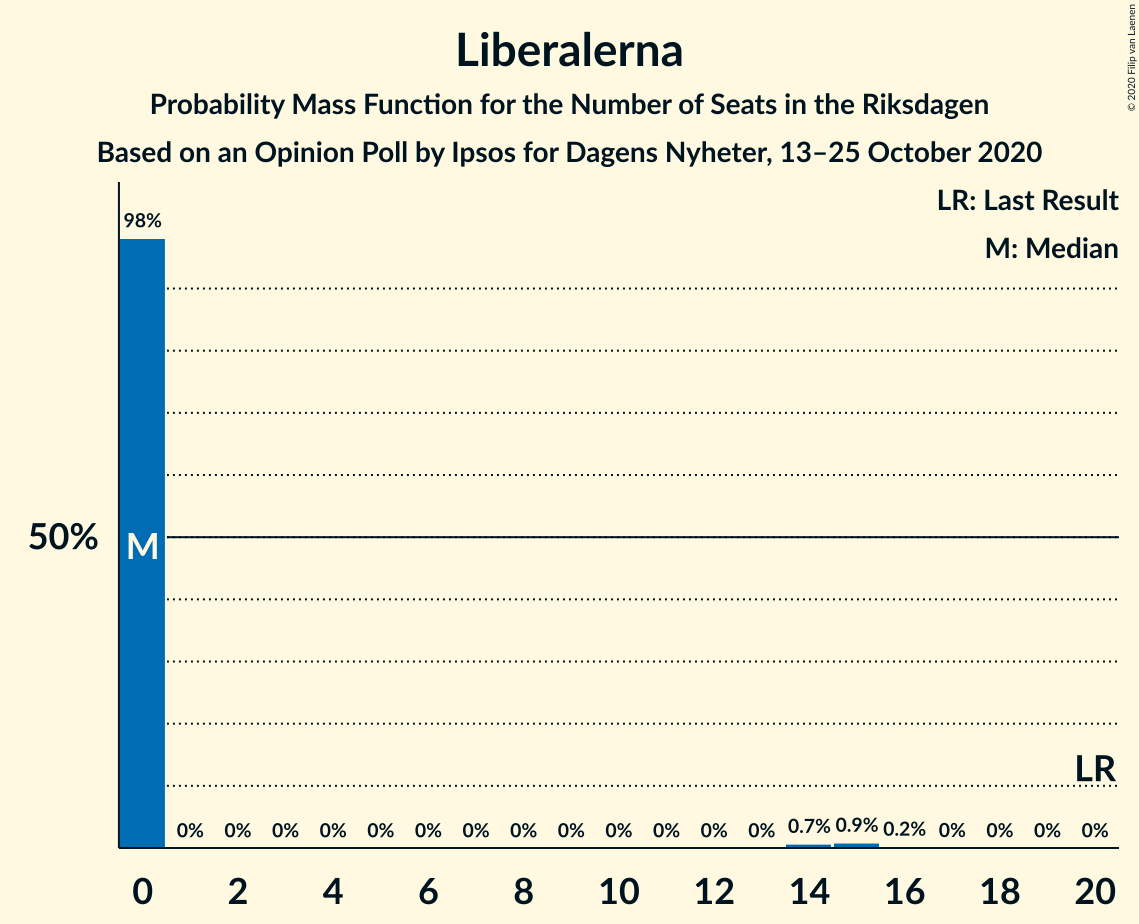 Liberalerna
Probability Mass Function for the Number of Seats in the Riksdagen
Based on an Opinion Poll by Ipsos for Dagens Nyheter, 13–25 October 2020
© 2020 Filip van Laenen
LR: Last Result
M: Median
98%
50%
M
LR
0% 0% 0% 0% 0% 0% 0% 0% 0% 0% 0% 0% 0% 0.7% 0.9% 0.2% 0% 0% 0% 0%
0 2 4 6 8 10 12 14 16 18 20